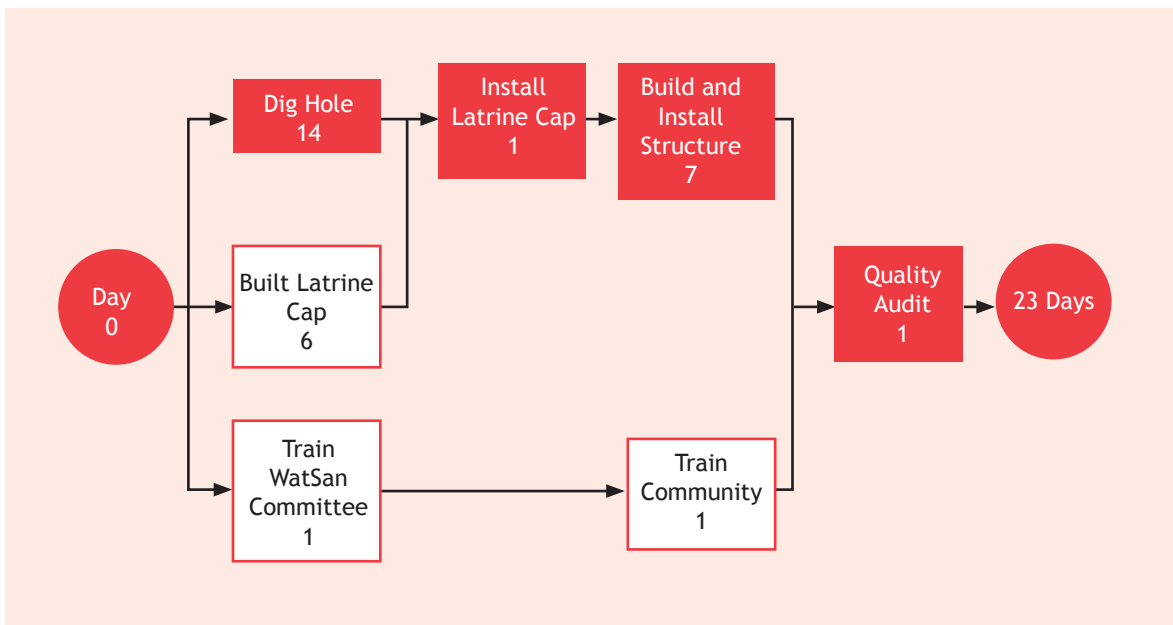 Dig Hole
14
Install
Latrine Cap
1
Build and
Install
Structure
7
Day
0
Built Latrine
Cap
6
Quality
Audit
1
23 Days
Train
WatSan
Committee
1
Train
Community
1